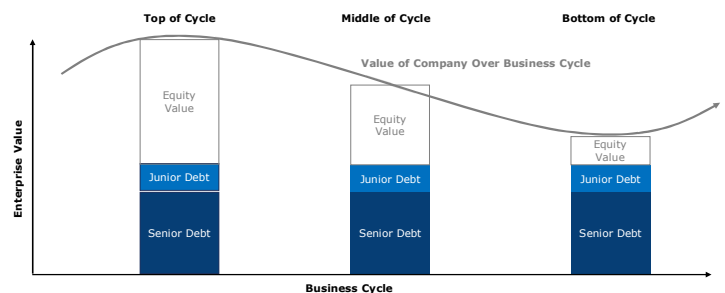 Top of Cycle
Middle of Cycle
Bottom of Cycle
Value of Company Over Business Cycle
Enterprise Value
Equity
Value
Junior Debt
Senior Debt
Equity
Value
Junior Debt
Senior Debt
Equity
Value
Junior Debt
Senior Debt
Business Cycle